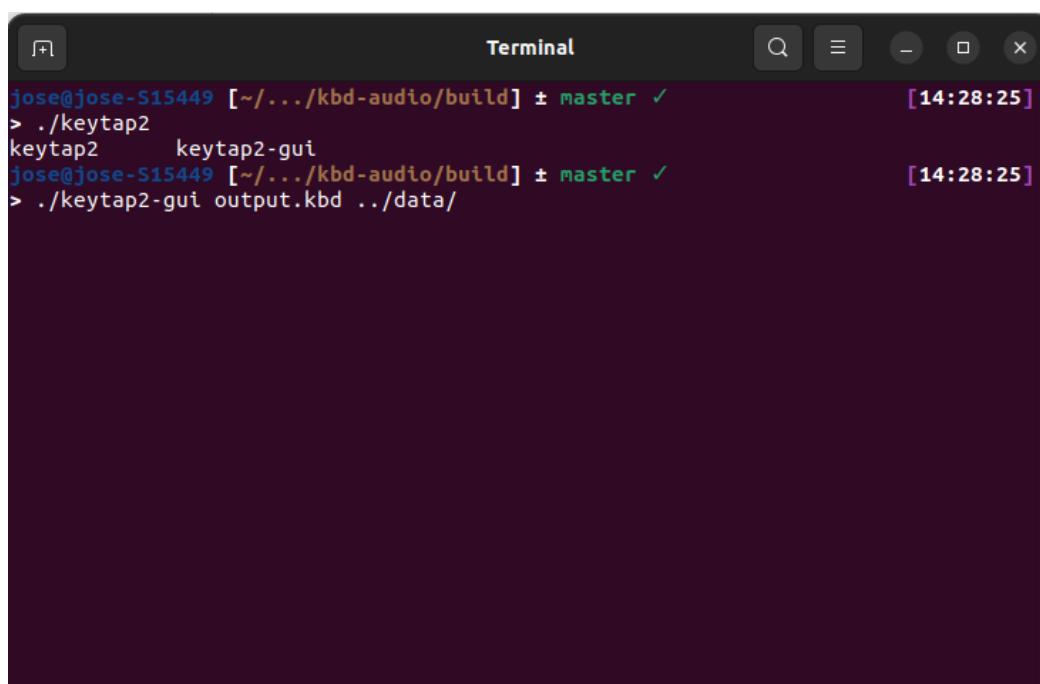 Terminal
jose@jose-S15449 [~/.../kbd-audio/build] ± master ✓ [14:28:25]
> ./keytap2
keytap2 keytap2-gui
jose@jose-S15449 [~/.../kbd-audio/build] ± master ✓ [14:28:25]
> ./keytap2-gui output.kbd ../data/